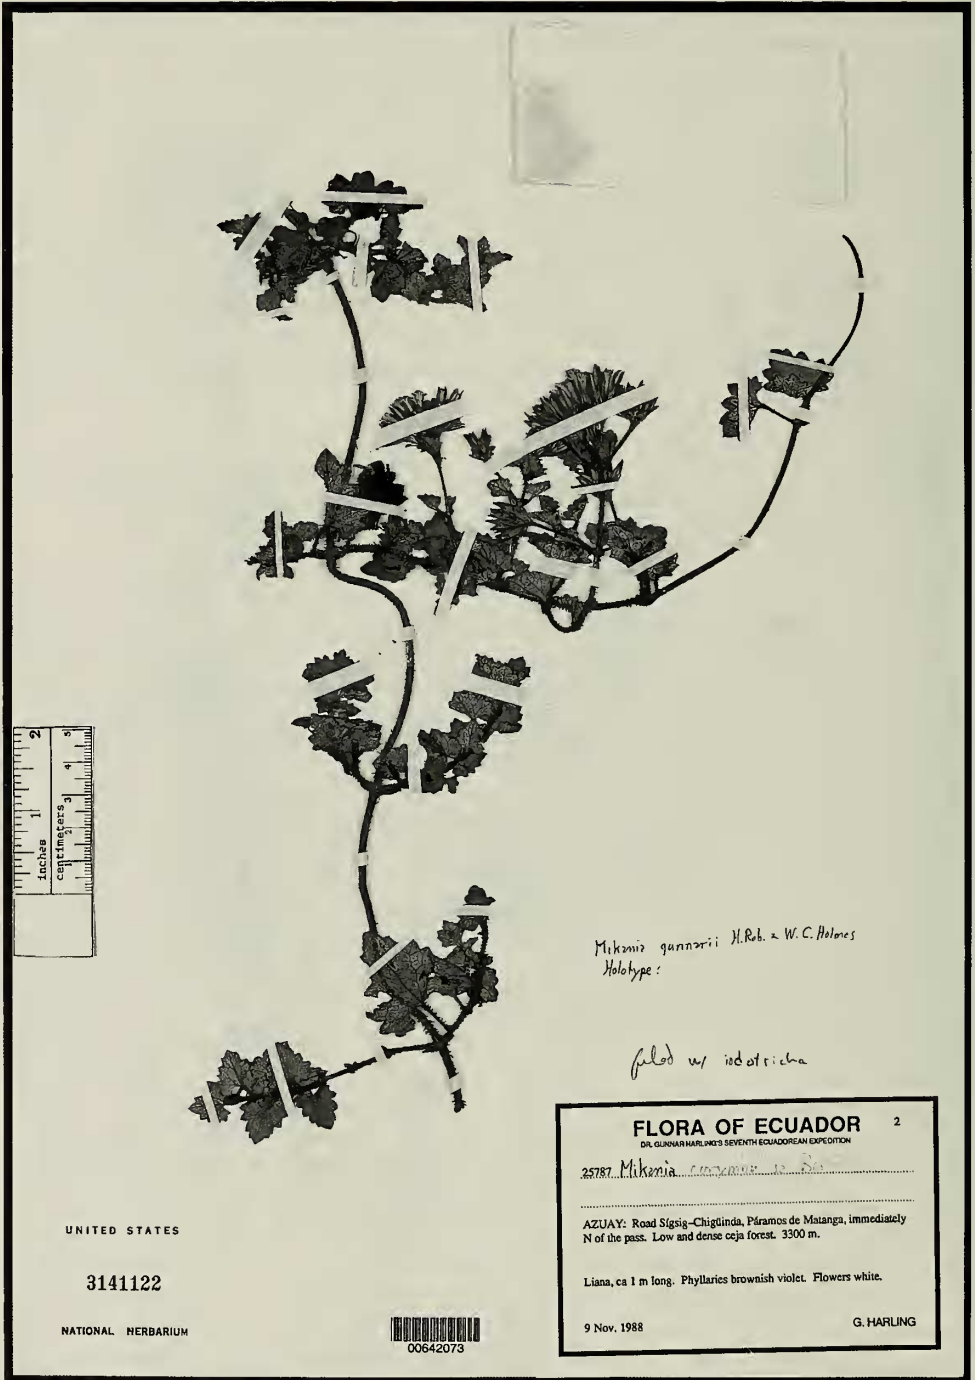 inches
1
2
centimeters
1
2
3
4
5
Mikania gunnarii H.Rob. & W.C. Holmes
Holotype:
filed w/ iodotricha
FLORA OF ECUADOR 2
DR. GUNNAR HARLING'S SEVENTH ECUADOREAN EXPEDITION
25787 Mikania
AZUAY: Road Sígsig-Chigüinda, Páramos de Matanga, immediately
N of the pass. Low and dense ceja forest. 3300 m.
Liana, ca 1 m long. Phyllaries brownish violet. Flowers white.
9 Nov. 1988 G. HARLING
UNITED STATES
3141122
NATIONAL HERBARIUM
00642073